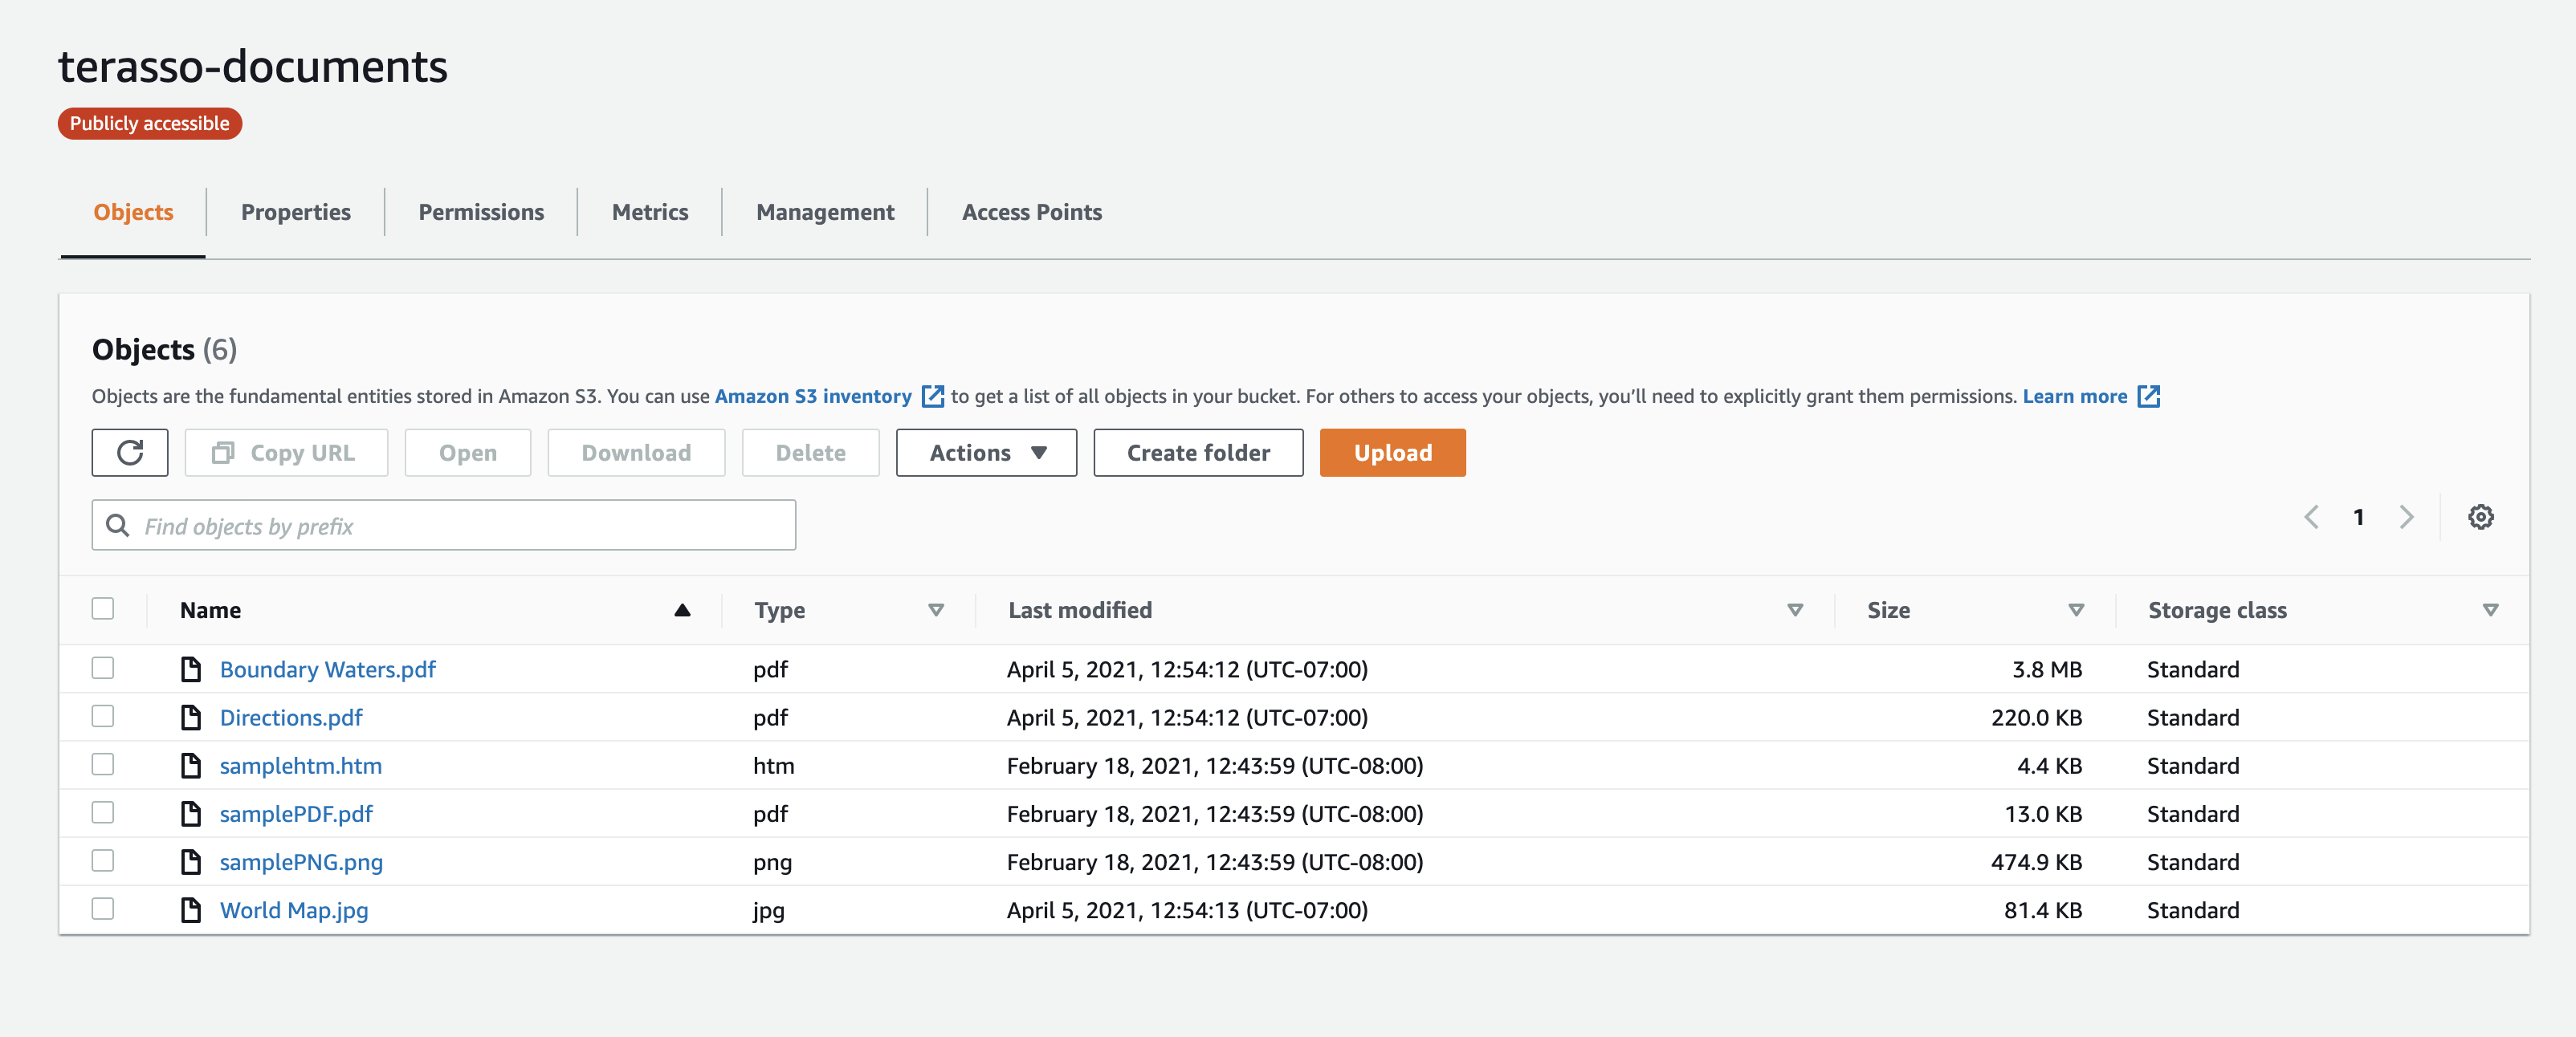 terasso-documents
Publicly accessible
Objects Properties Permissions Metrics Management Access Points
Objects (6)
Objects are the fundamental entities stored in Amazon S3. You can use Amazon S3 inventory to get a list of all objects in your bucket. For others to access your objects, you'll need to explicitly grant them permissions. Learn more
Copy URL Open Download Delete Actions Create folder Upload
Find objects by prefix 1
Name Type Last modified Size Storage class
Boundary Waters.pdf pdf April 5, 2021, 12:54:12 (UTC-07:00) 3.8 MB Standard
Directions.pdf pdf April 5, 2021, 12:54:12 (UTC-07:00) 220.0 KB Standard
samplehtm.htm htm February 18, 2021, 12:43:59 (UTC-08:00) 4.4 KB Standard
samplePDF.pdf pdf February 18, 2021, 12:43:59 (UTC-08:00) 13.0 KB Standard
samplePNG.png png February 18, 2021, 12:43:59 (UTC-08:00) 474.9 KB Standard
World Map.jpg jpg April 5, 2021, 12:54:13 (UTC-07:00) 81.4 KB Standard